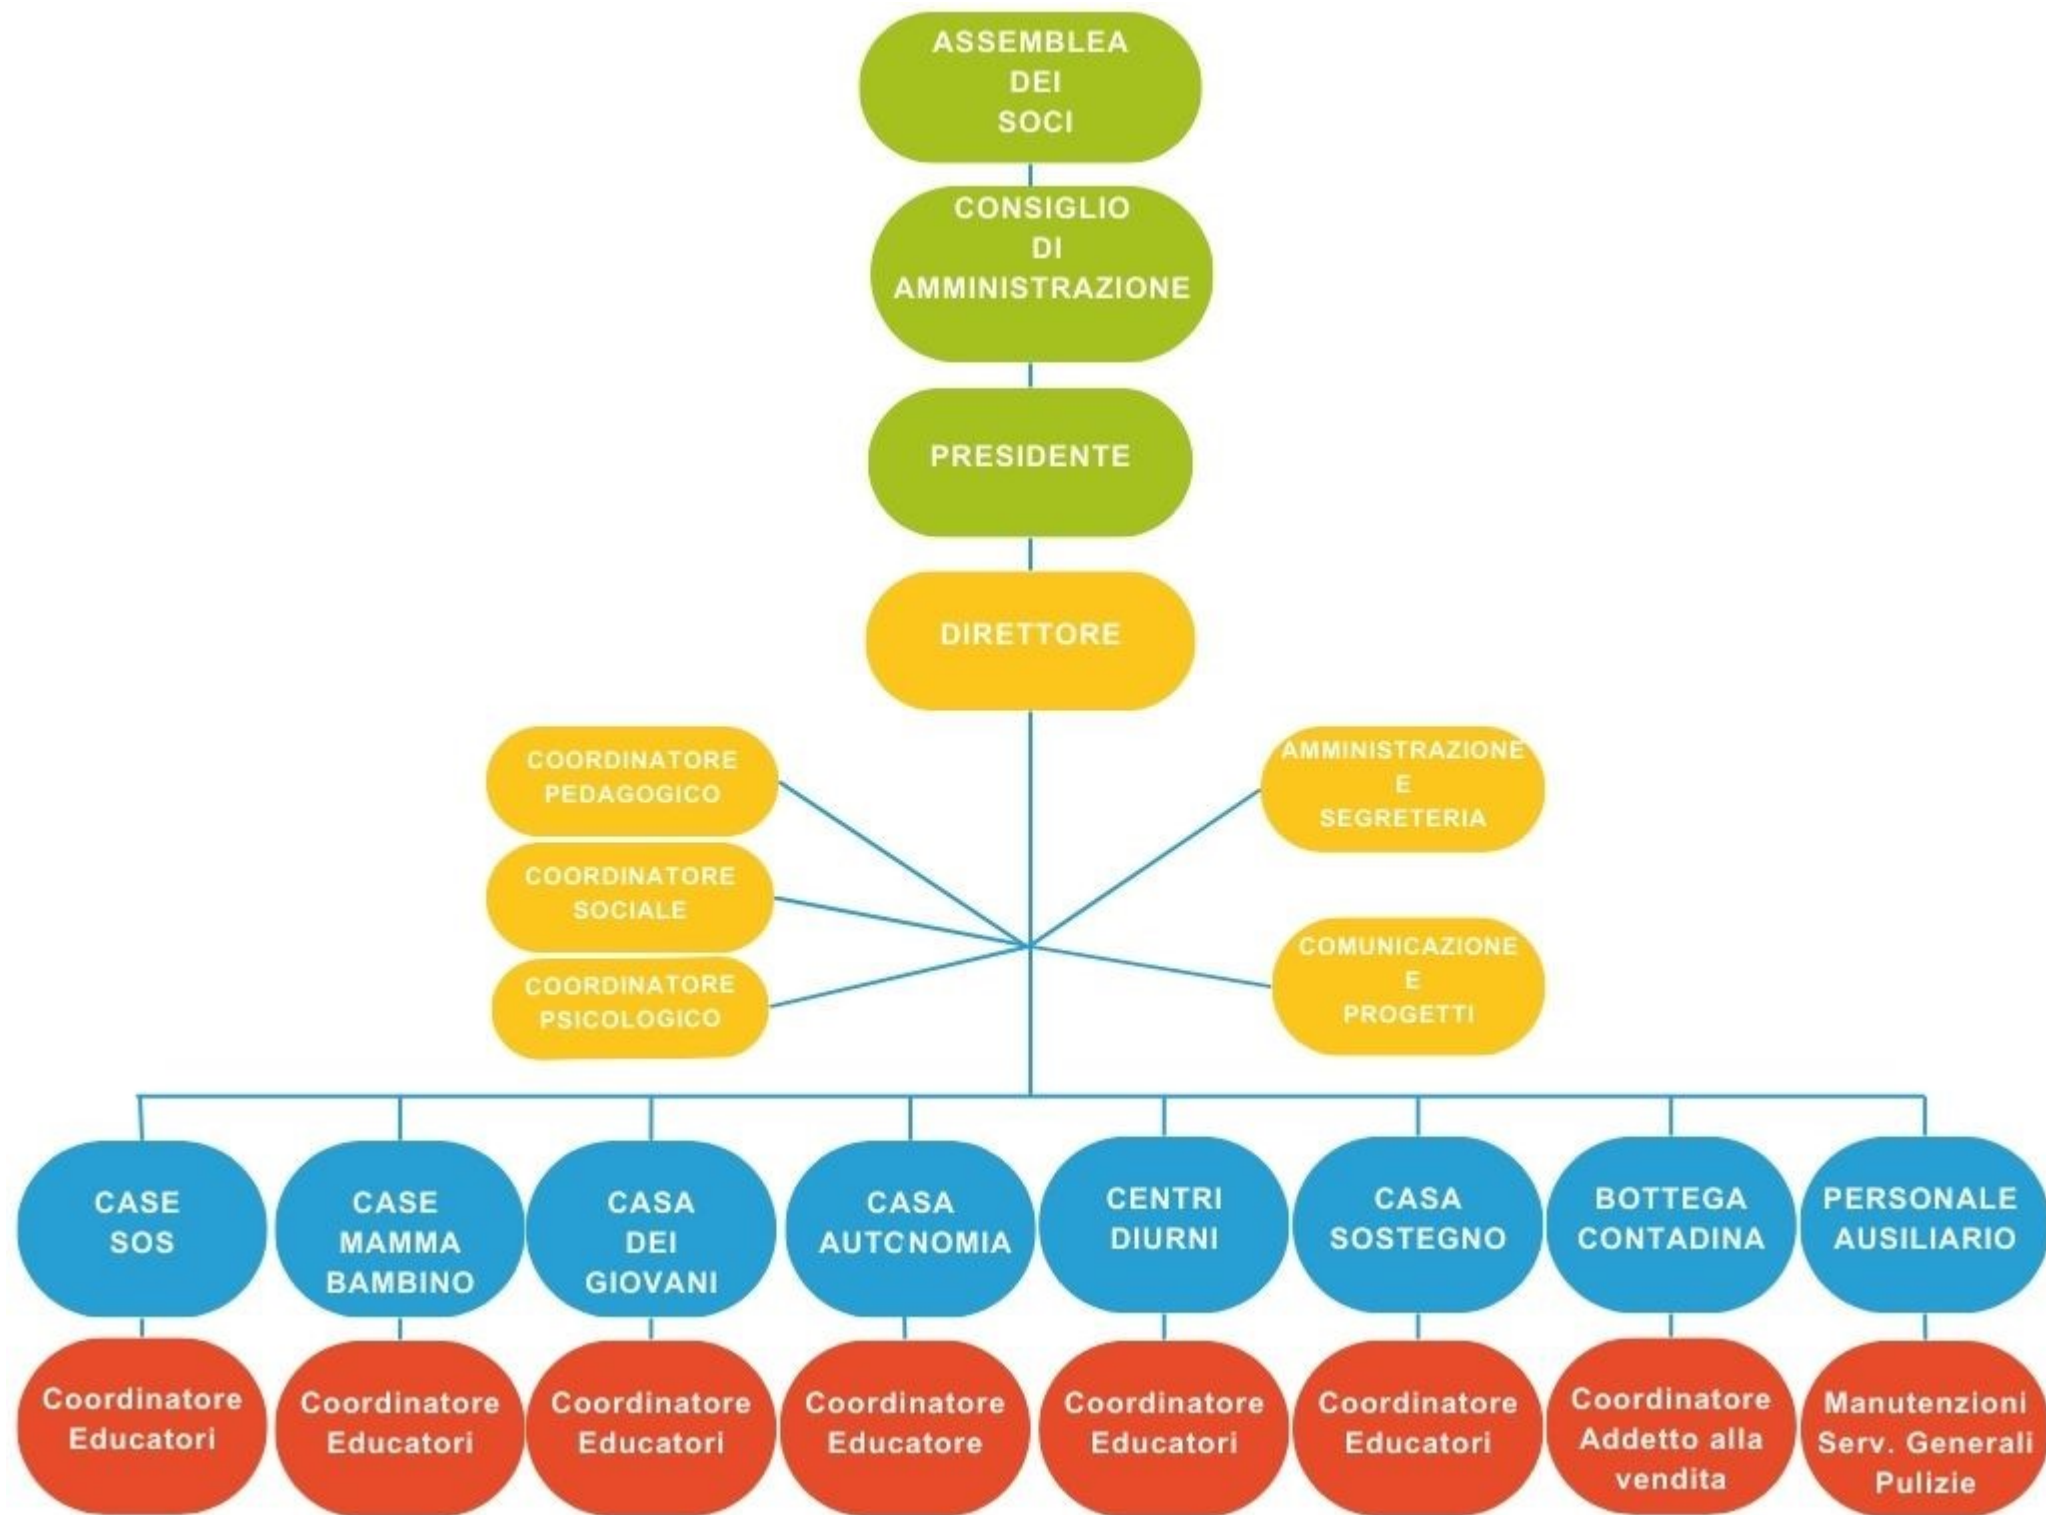 ASSEMBLEA
DEI
SOCI
CONSIGLIO
DI
AMMINISTRAZIONE
PRESIDENTE
DIRETTORE
COORDINATORE
PEDAGOGICO
COORDINATORE
SOCIALE
COORDINATORE
PSICOLOGICO
AMMINISTRAZIONE
E
SEGRETERIA
COMUNICAZIONE
E
PROGETTI
CASE
SOS
CASE
MAMMA
BAMBINO
CASA
DEI
GIOVANI
CASA
AUTONOMIA
CENTRI
DIURNI
CASA
SOSTEGNO
BOTTEGA
CONTADINA
PERSONALE
AUSILIARIO
Coordinatore
Educatori
Coordinatore
Educatori
Coordinatore
Educatori
Coordinatore
Educatore
Coordinatore
Educatori
Coordinatore
Educatori
Coordinatore
Addetto alla
vendita
Manutenzioni
Serv. Generali
Pulizie